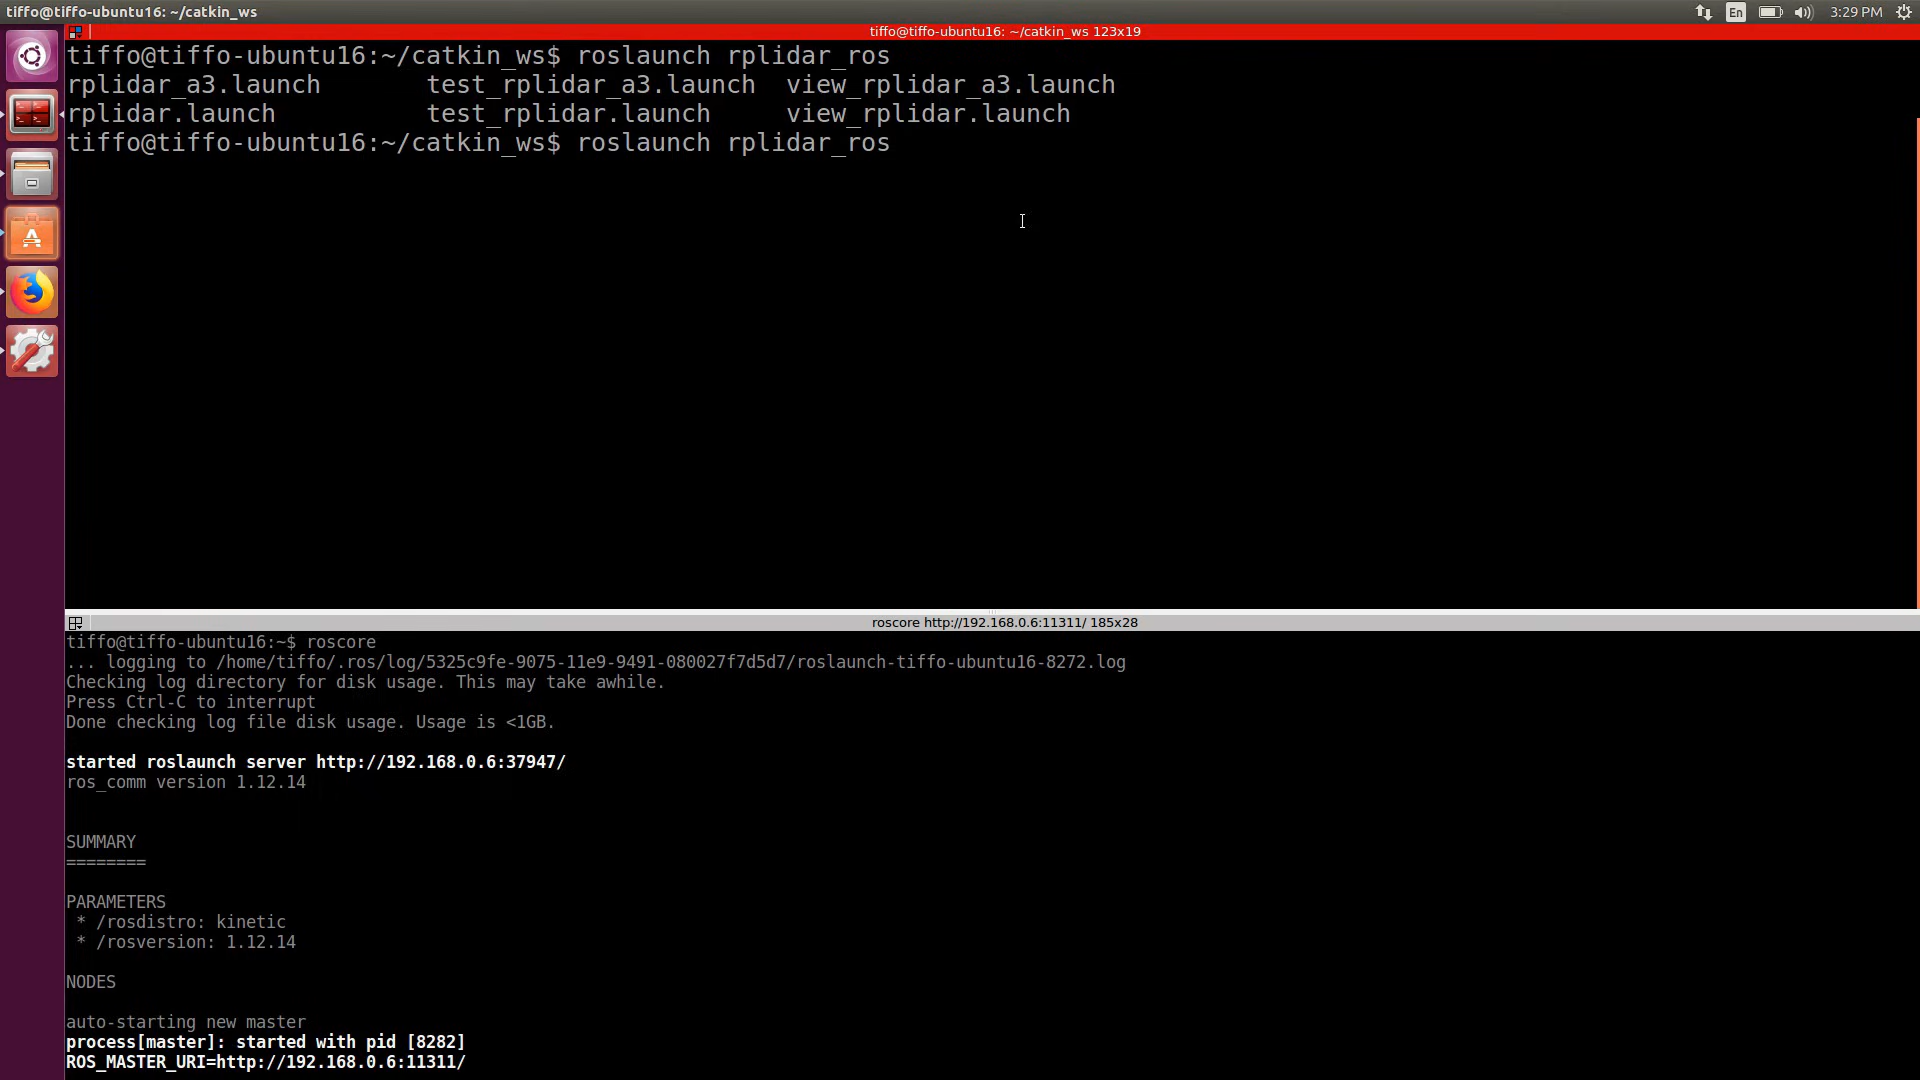 tiffo@tiffo-ubuntu16: ~/catkin_ws
En
3:29 PM
tiffo@tiffo-ubuntu16: ~/catkin_ws 123x19
tiffo@tiffo-ubuntu16:~/catkin_ws$ roslaunch rplidar_ros
rplidar_a3.launch test_rplidar_a3.launch view_rplidar_a3.launch
rplidar.launch test_rplidar.launch view_rplidar.launch
tiffo@tiffo-ubuntu16:~/catkin_ws$ roslaunch rplidar_ros
roscore http://192.168.0.6:11311/ 185x28
tiffo@tiffo-ubuntu16:~$ roscore
... logging to /home/tiffo/.ros/log/5325c9fe-9075-11e9-9491-080027f7d5d7/roslaunch-tiffo-ubuntu16-8272.log
Checking log directory for disk usage. This may take awhile.
Press Ctrl-C to interrupt
Done checking log file disk usage. Usage is <1GB.
started roslaunch server http://192.168.0.6:37947/
ros_comm version 1.12.14
SUMMARY
========
PARAMETERS
* /rosdistro: kinetic
* /rosversion: 1.12.14
NODES
auto-starting new master
process[master]: started with pid [8282]
ROS_MASTER_URI=http://192.168.0.6:11311/